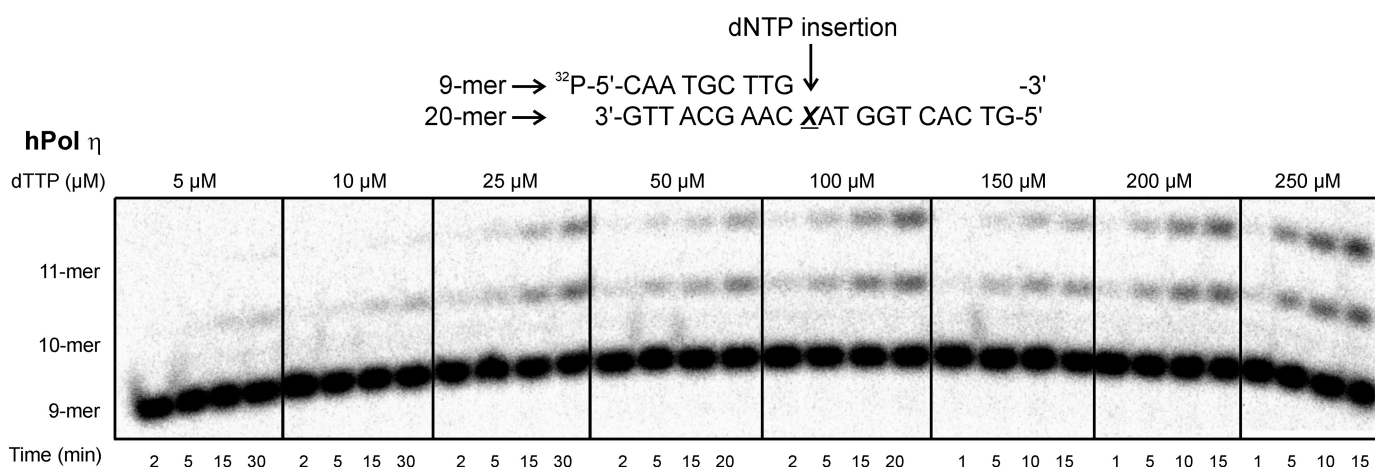 dNTP insertion
9-mer → ³²P-5'-CAA TGC TTG -3'
20-mer → 3'-GTT ACG AAC XAT GGT CAC TG-5'
hPol η
dTTP (µM) 5 µM 10 µM 25 µM 50 µM 100 µM 150 µM 200 µM 250 µM
11-mer
10-mer
9-mer
Time (min) 2 5 15 30 2 5 15 30 2 5 15 30 2 5 15 20 2 5 15 20 1 5 10 15 1 5 10 15 1 5 10 15